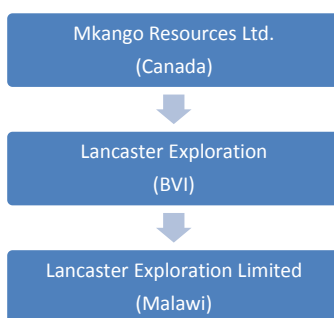 Mkango Resources Ltd.
(Canada)
Lancaster Exploration
(BVI)
Lancaster Exploration Limited
(Malawi)